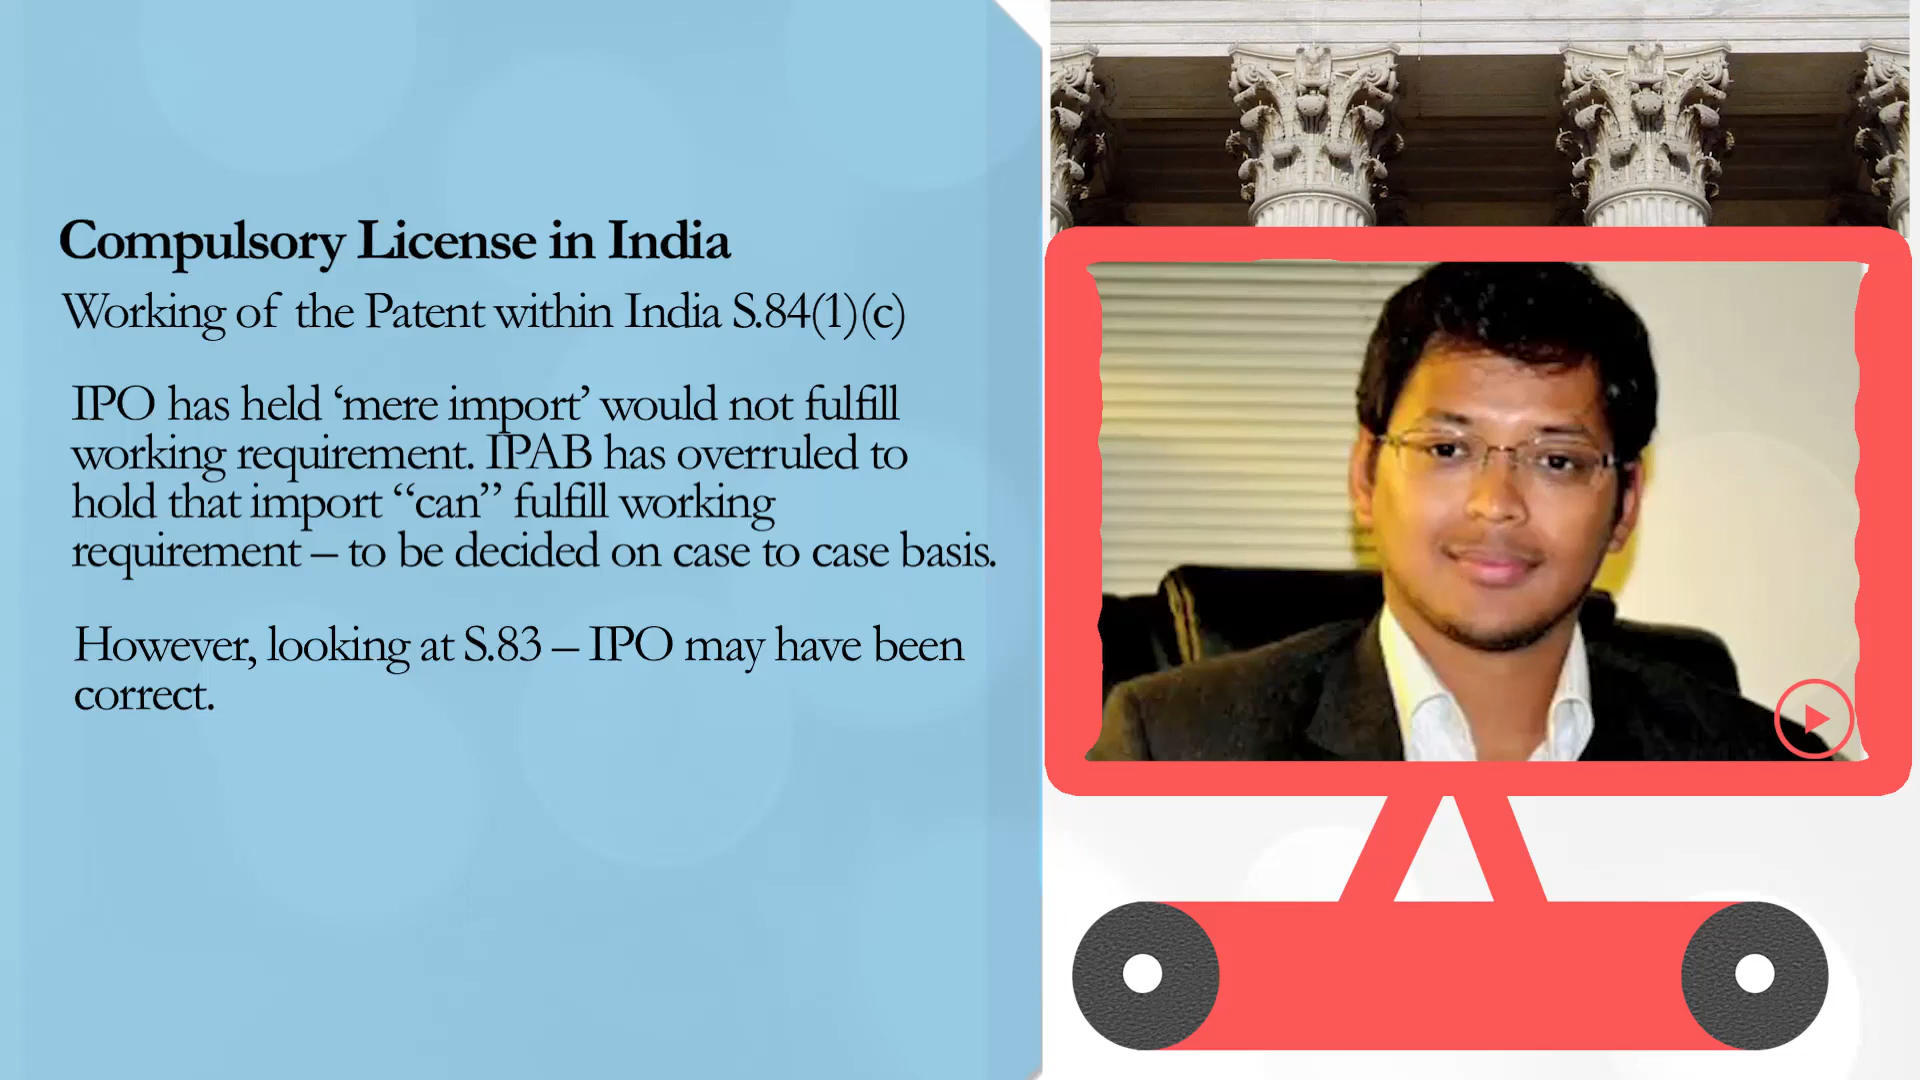 Compulsory License in India
Working of the Patent within India S.84(1)(c)
IPO has held ‘mere import’ would not fulfill
working requirement. IPAB has overruled to
hold that import “can” fulfill working
requirement – to be decided on case to case basis.
However, looking at S.83 – IPO may have been
correct.